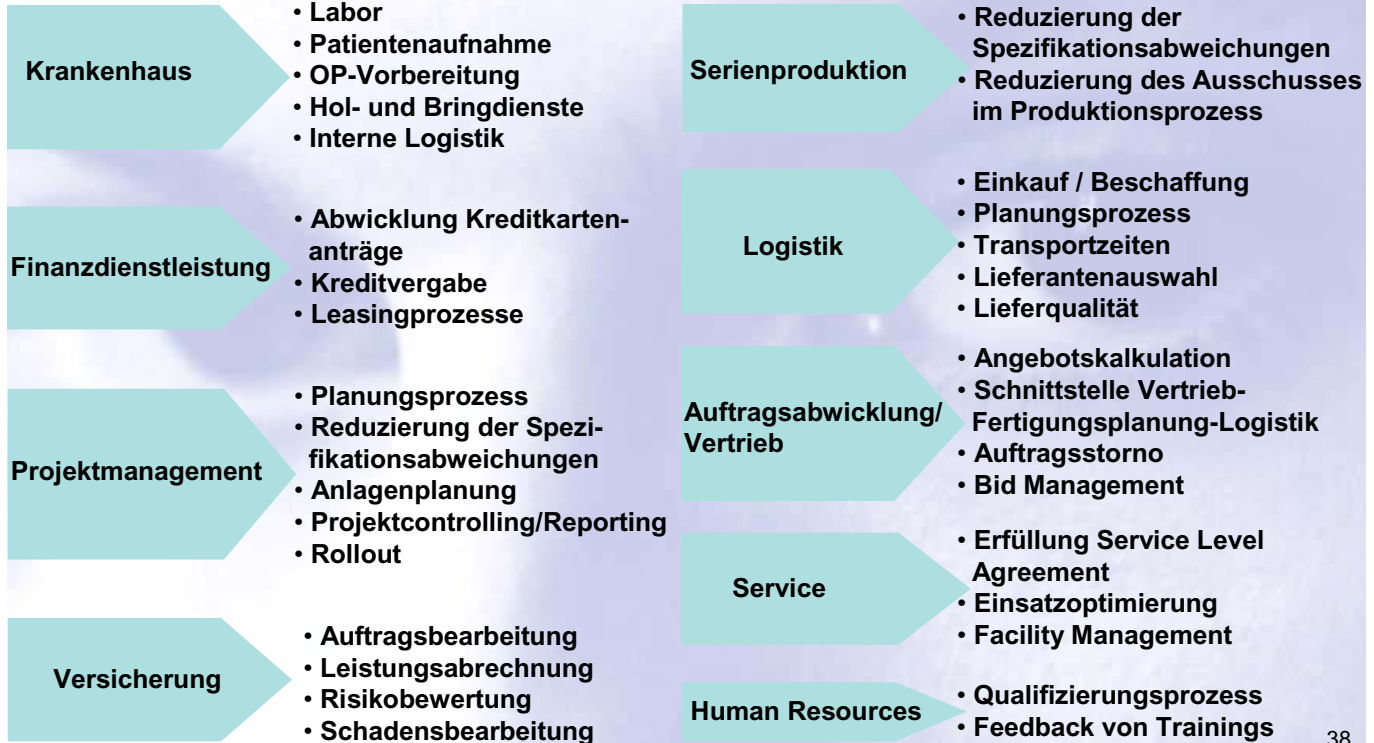 Krankenhaus
• Labor
• Patientenaufnahme
• OP-Vorbereitung
• Hol- und Bringdienste
• Interne Logistik
Finanzdienstleistung
• Abwicklung Kreditkarten-
anträge
• Kreditvergabe
• Leasingprozesse
Projektmanagement
• Planungsprozess
• Reduzierung der Spezi-
fikationsabweichungen
• Anlagenplanung
• Projektcontrolling/Reporting
• Rollout
Versicherung
• Auftragsbearbeitung
• Leistungsabrechnung
• Risikobewertung
• Schadensbearbeitung
Serienproduktion
• Reduzierung der
Spezifikationsabweichungen
• Reduzierung des Ausschusses
im Produktionsprozess
Logistik
• Einkauf / Beschaffung
• Planungsprozess
• Transportzeiten
• Lieferantenauswahl
• Lieferqualität
Auftragsabwicklung/
Vertrieb
• Angebotskalkulation
• Schnittstelle Vertrieb-
Fertigungsplanung-Logistik
• Auftragsstorno
• Bid Management
Service
• Erfüllung Service Level
Agreement
• Einsatzoptimierung
• Facility Management
Human Resources
• Qualifizierungsprozess
• Feedback von Trainings
38